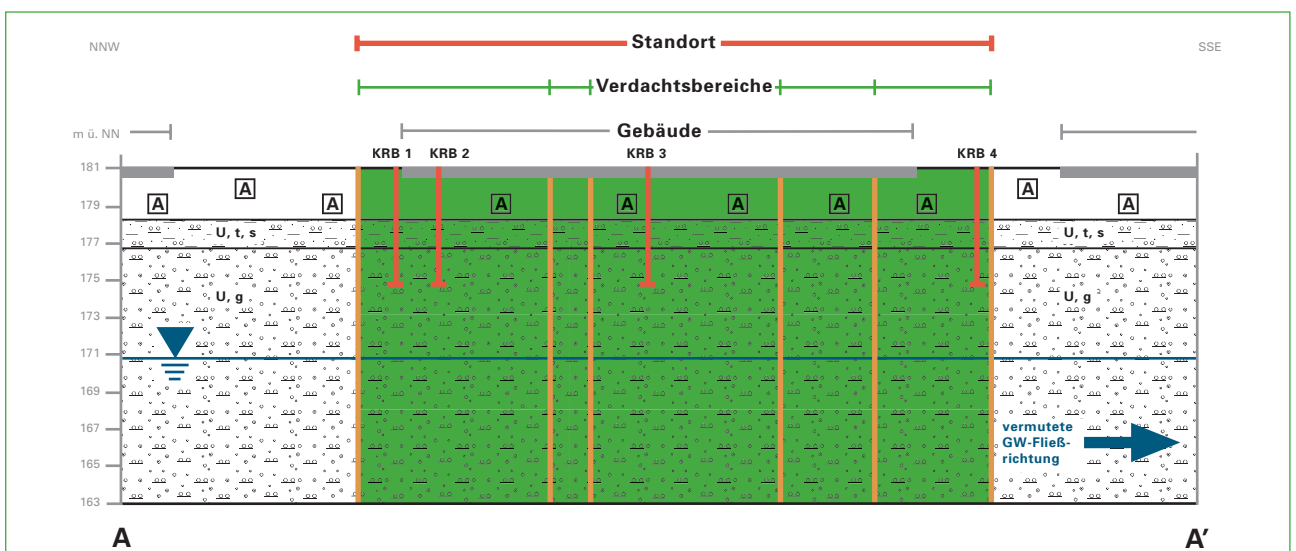 NNW
Standort
SSE
Verdachtsbereiche
m ü. NN
Gebäude
KRB 1
KRB 2
KRB 3
KRB 4
181
A
A
A
A
A
A
A
A
A
179
U, t, s
U, t, s
177
175
U, g
U, g
173
171
169
167
vermutete
GW-Fließ-
richtung
165
163
A
A’